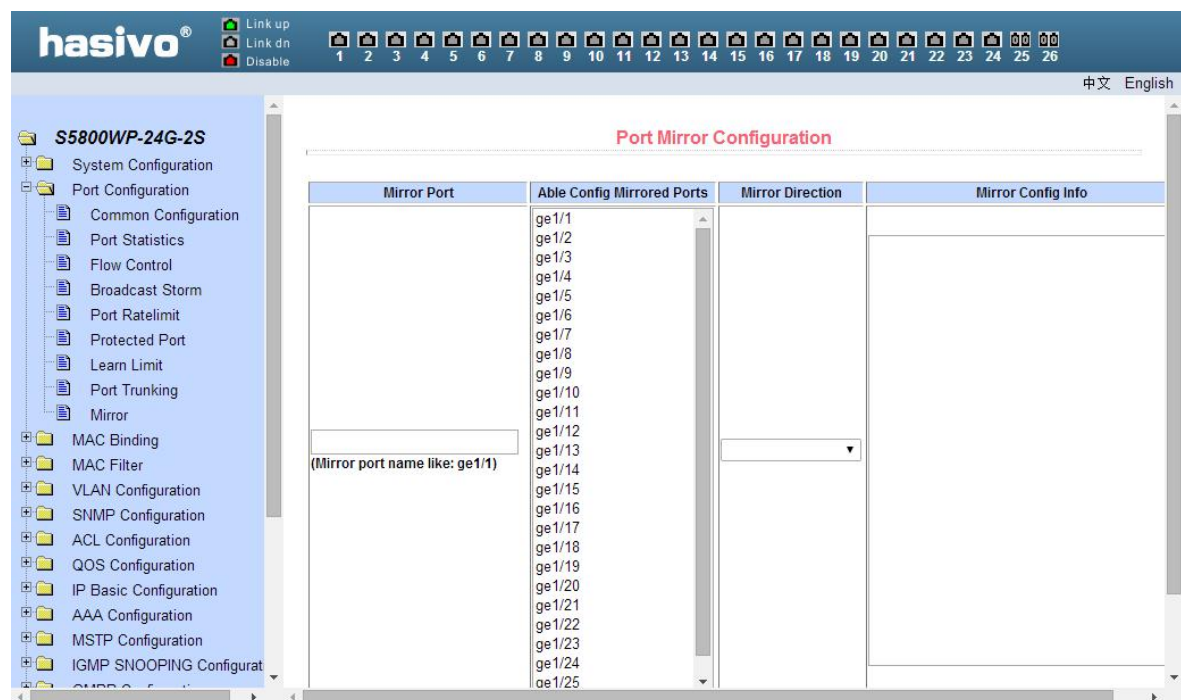 hasivo®
Link up
Link dn
Disable
1 2 3 4 5 6 7 8 9 10 11 12 13 14 15 16 17 18 19 20 21 22 23 24 25 26
中文 English
S5800WP-24G-2S
System Configuration
Port Configuration
Common Configuration
Port Statistics
Flow Control
Broadcast Storm
Port Ratelimit
Protected Port
Learn Limit
Port Trunking
Mirror
MAC Binding
MAC Filter
VLAN Configuration
SNMP Configuration
ACL Configuration
QOS Configuration
IP Basic Configuration
AAA Configuration
MSTP Configuration
IGMP SNOOPING Configurat
Port Mirror Configuration
Mirror Port
Able Config Mirrored Ports
Mirror Direction
Mirror Config Info
(Mirror port name like: ge1/1)
ge1/1
ge1/2
ge1/3
ge1/4
ge1/5
ge1/6
ge1/7
ge1/8
ge1/9
ge1/10
ge1/11
ge1/12
ge1/13
ge1/14
ge1/15
ge1/16
ge1/17
ge1/18
ge1/19
ge1/20
ge1/21
ge1/22
ge1/23
ge1/24
ge1/25